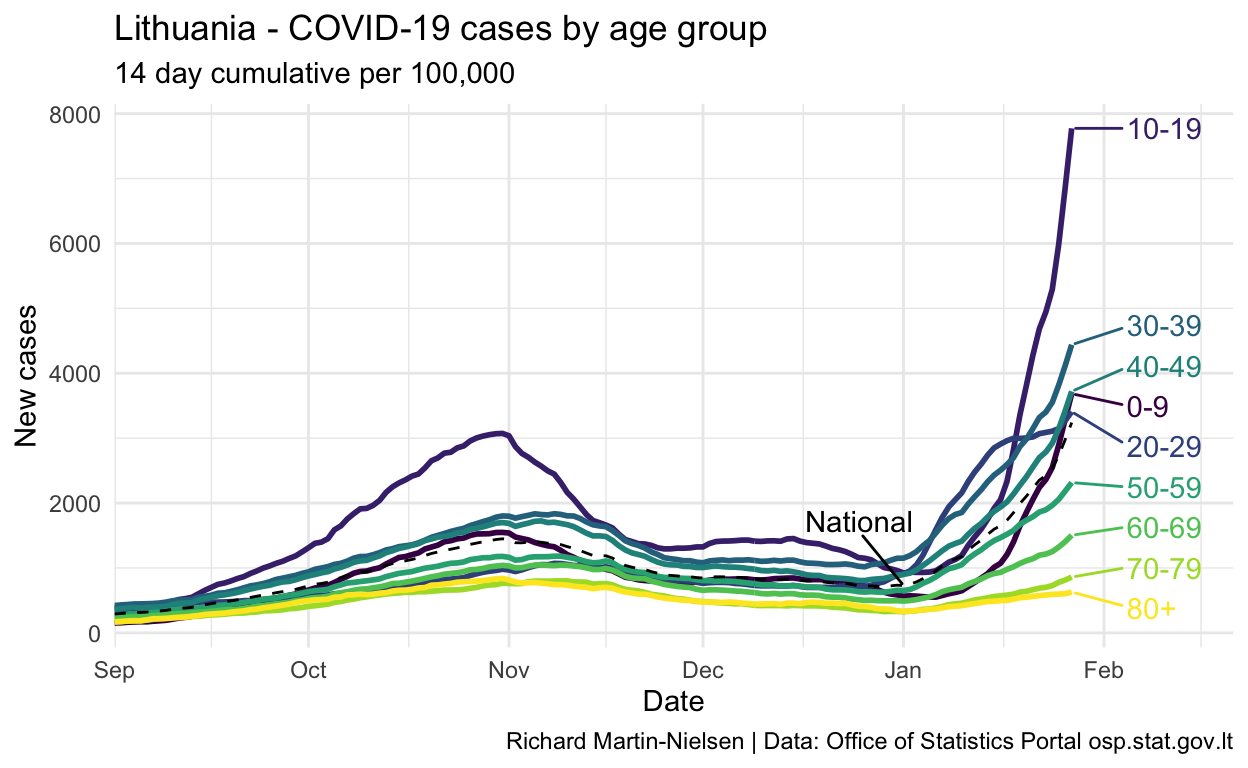 Lithuania - COVID-19 cases by age group
14 day cumulative per 100,000
8000
6000
4000
2000
0
New cases
10-19
30-39
40-49
0-9
20-29
50-59
60-69
70-79
80+
National
Sep Oct Nov Dec Jan Feb
Date
Richard Martin-Nielsen | Data: Office of Statistics Portal osp.stat.gov.lt